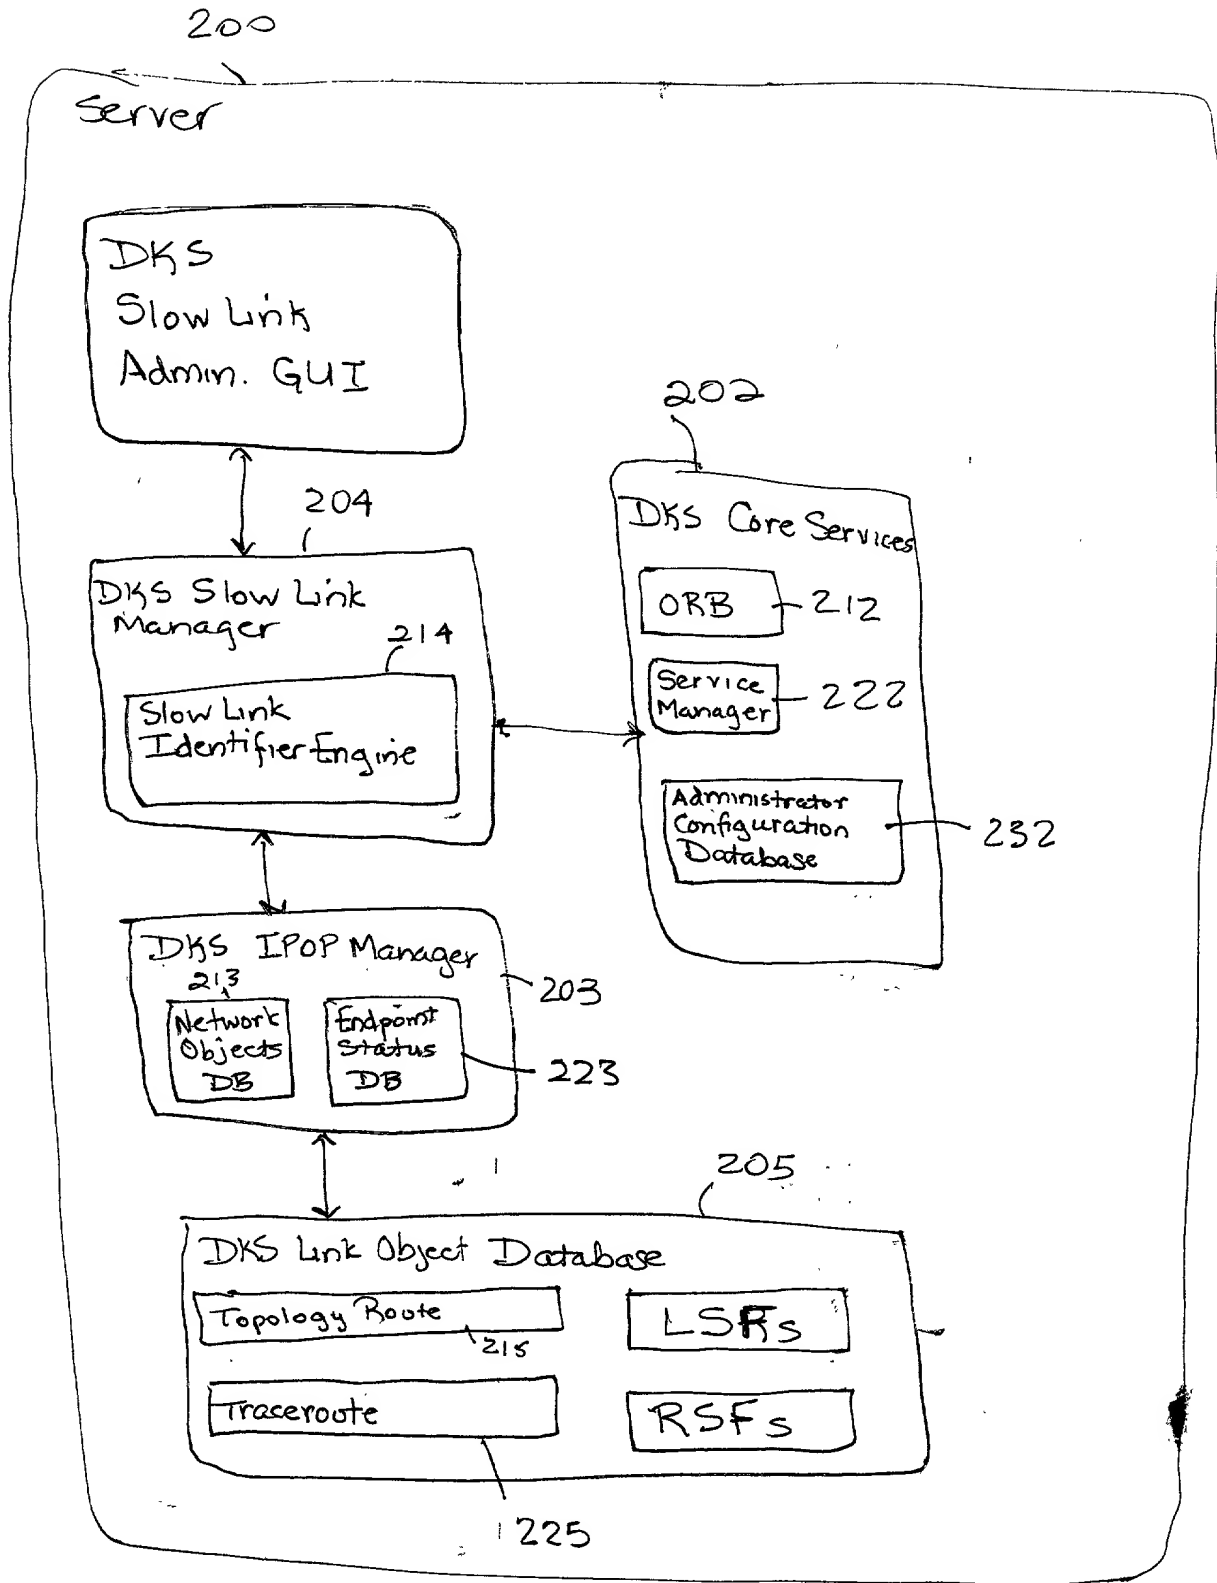 200
Server
DKS
Slow Link
Admin. GUI
202
204
DKS Core Services
DKS Slow Link
Manager
214
ORB
212
Slow Link
Identifier Engine
Service
Manager
222
Administrator
Configuration
Database
232
DKS IPOP Manager
213
203
Network
Objects
DB
Endpoint
Status
DB
223
205
DKS Link Object Database
Topology Route
215
LSFs
Traceroute
RSFs
225